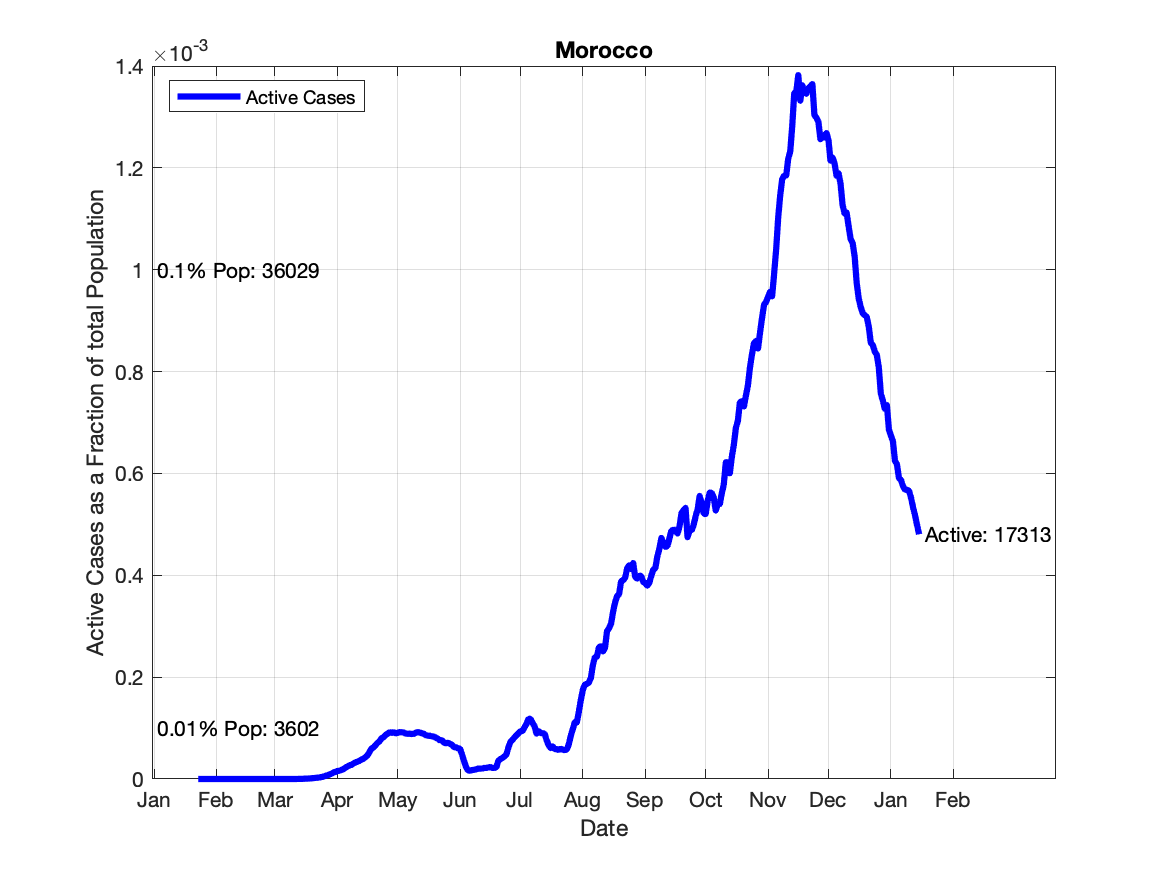 ×10^-3
Morocco
Active Cases
1.4
1.2
1
0.8
0.6
0.4
0.2
0
0.1% Pop: 36029
0.01% Pop: 3602
Active: 17313
Active Cases as a Fraction of total Population
Jan Feb Mar Apr May Jun Jul Aug Sep Oct Nov Dec Jan Feb
Date